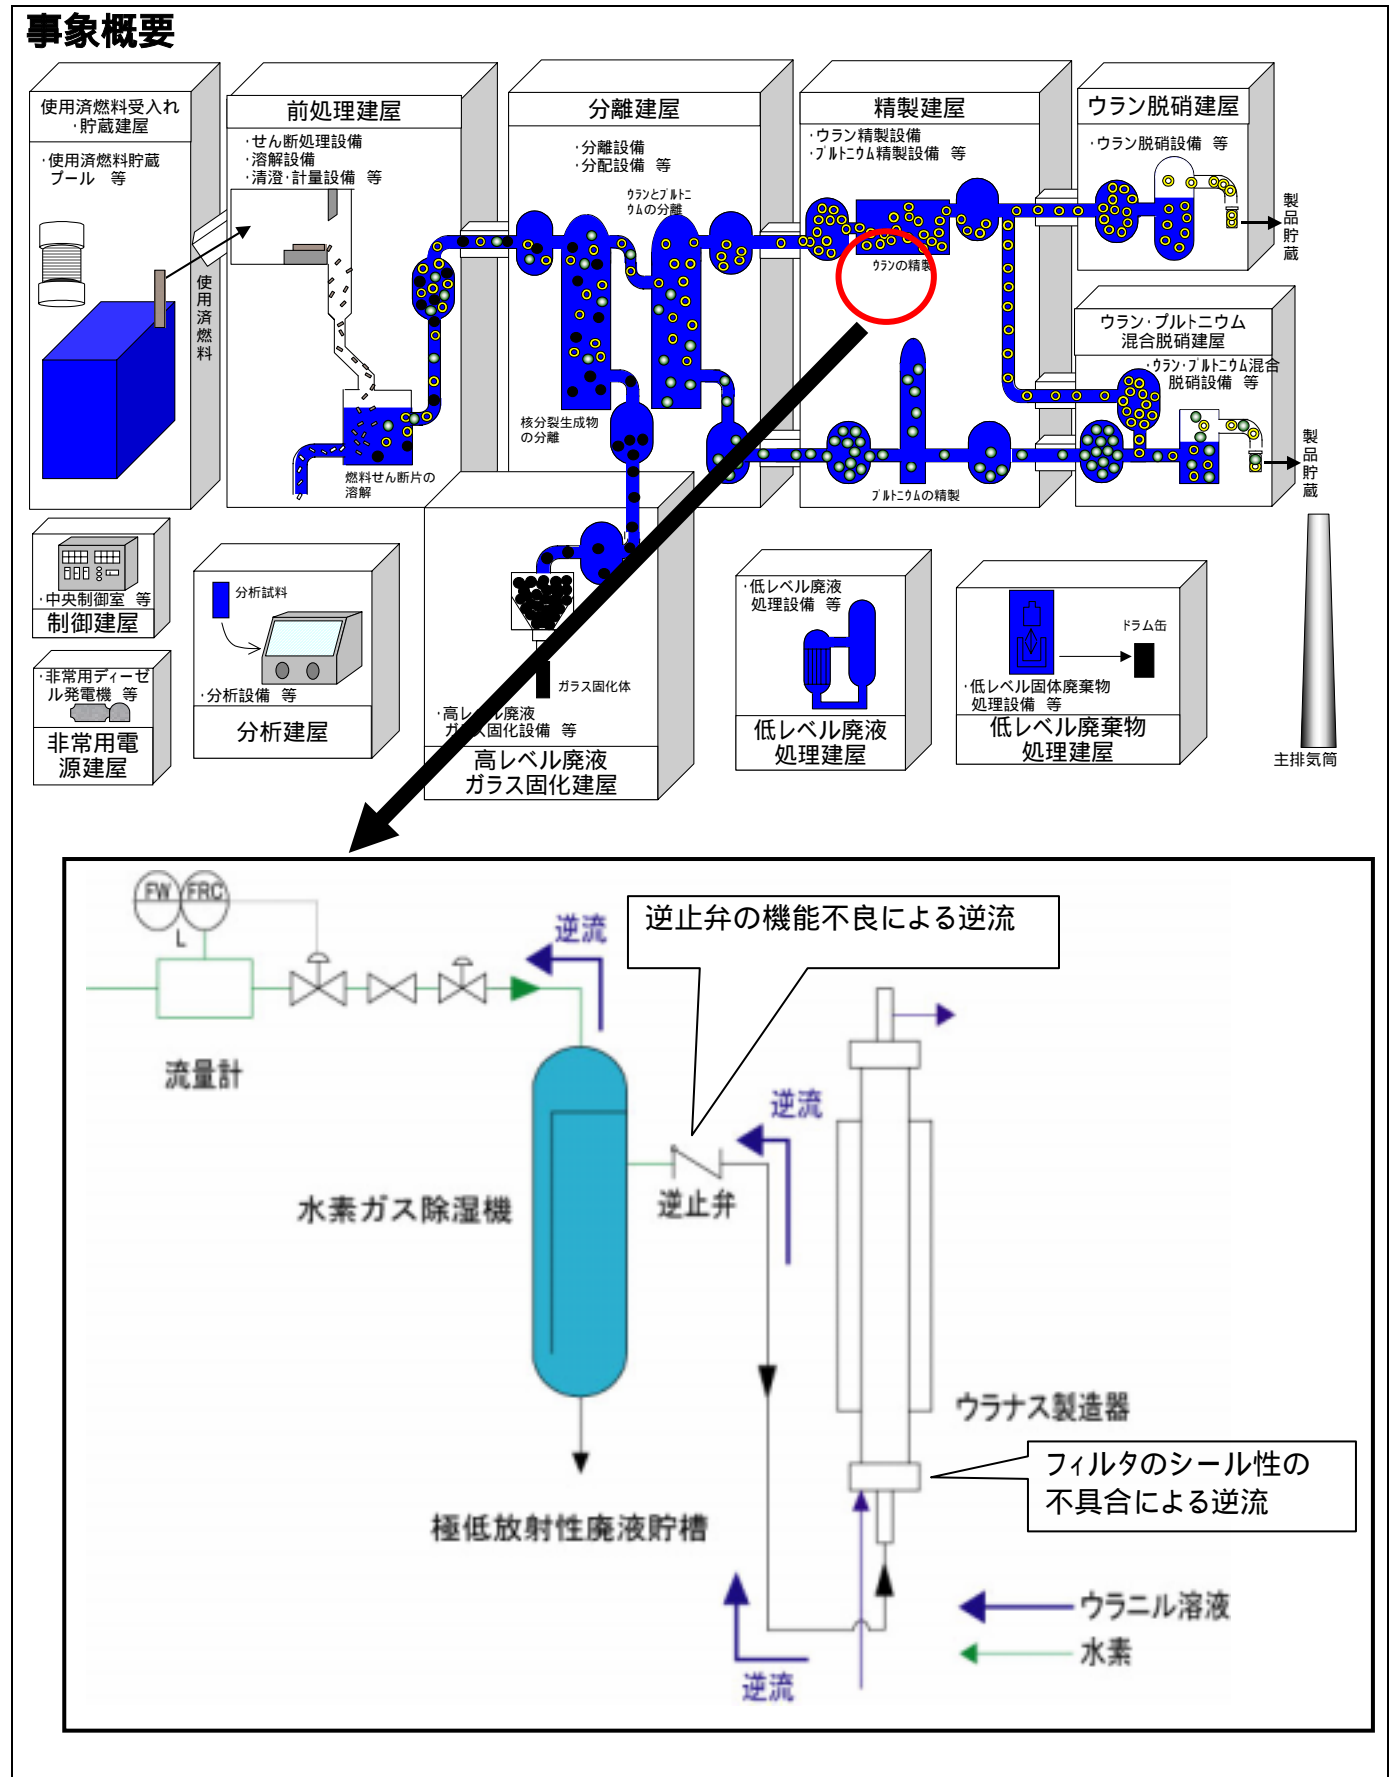 事象概要
使用済燃料受入れ
・貯蔵建屋
・使用済燃料貯蔵
プール 等
使用済燃料
前処理建屋
・せん断処理設備
・溶解設備
・清澄・計量設備 等
燃料せん断片の
溶解
分離建屋
・分離設備
・分配設備 等
ウランとプルトニ
ウムの分離
核分裂生成物
の分離
精製建屋
・ウラン精製設備
・プルトニウム精製設備 等
ウランの精製
プルトニウムの精製
ウラン脱硝建屋
・ウラン脱硝設備 等
製品貯蔵
ウラン・プルトニウム
混合脱硝建屋
・ウラン・プルトニウム混合
脱硝設備 等
製品貯蔵
・中央制御室 等
制御建屋
・非常用ディーゼ
ル発電機 等
非常用電
源建屋
分析試料
・分析設備 等
分析建屋
ガラス固化体
・高レベル廃液
ガラス固化設備 等
高レベル廃液
ガラス固化建屋
・低レベル廃液
処理設備 等
低レベル廃液
処理建屋
ドラム缶
・低レベル固体廃棄物
処理設備 等
低レベル廃棄物
処理建屋
主排気筒
FW FRC
L
流量計
逆流
逆止弁の機能不良による逆流
逆流
水素ガス除湿機
逆止弁
ウラナス製造器
フィルタのシール性の
不具合による逆流
極低放射性廃液貯槽
逆流
ウラニル溶液
水素